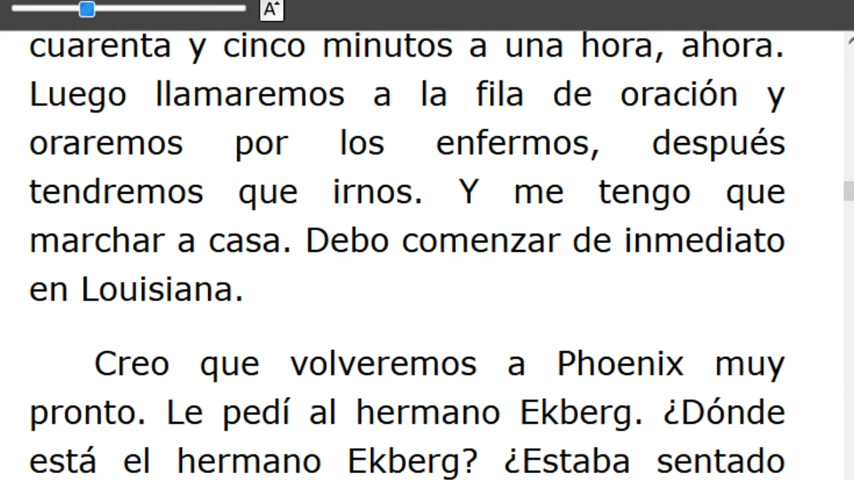 A
cuarenta y cinco minutos a una hora, ahora.
Luego llamaremos a la fila de oración y
oraremos por los enfermos, después
tendremos que irnos. Y me tengo que
marchar a casa. Debo comenzar de inmediato
en Louisiana.
Creo que volveremos a Phoenix muy
pronto. Le pedí al hermano Ekberg. ¿Dónde
está el hermano Ekberg? ¿Estaba sentado